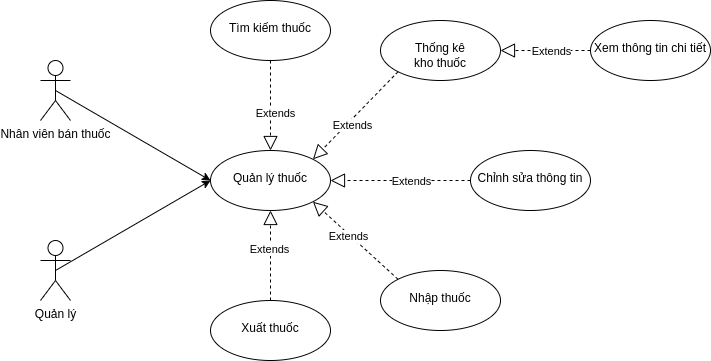 Tìm kiếm thuốc
Thống kê
kho thuốc
Extends
Xem thông tin chi tiết
Nhân viên bán thuốc
Extends
Extends
Quản lý thuốc
Extends
Chỉnh sửa thông tin
Extends
Extends
Quản lý
Xuất thuốc
Nhập thuốc